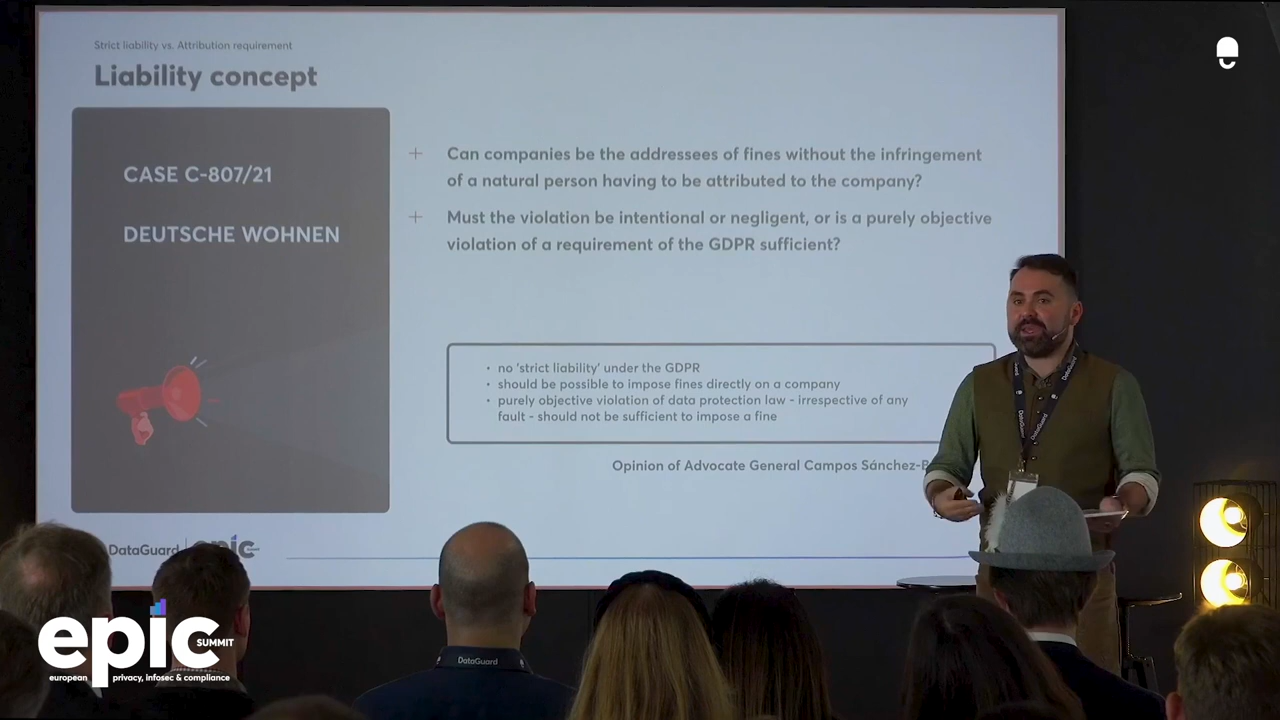 Strict liability vs. Attribution requirement
Liability concept
CASE C-807/21
DEUTSCHE WOHNEN
Can companies be the addressees of fines without the infringement
of a natural person having to be attributed to the company?
Must the violation be intentional or negligent, or is a purely objective
violation of a requirement of the GDPR sufficient?
• no 'strict liability' under the GDPR
• should be possible to impose fines directly on a company
• purely objective violation of data protection law - irrespective of any
fault - should not be sufficient to impose a fine
Opinion of Advocate General Campos
DataGuard
epic
DataGuard
DataGuard
DataGuard
epic
SUMMIT
european privacy, infosec & compliance